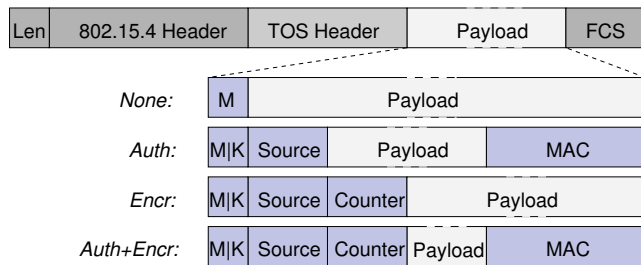 Len 802.15.4 Header TOS Header Payload FCS
None: M Payload
Auth: M|K Source Payload MAC
Encr: M|K Source Counter Payload
Auth+Encr: M|K Source Counter Payload MAC